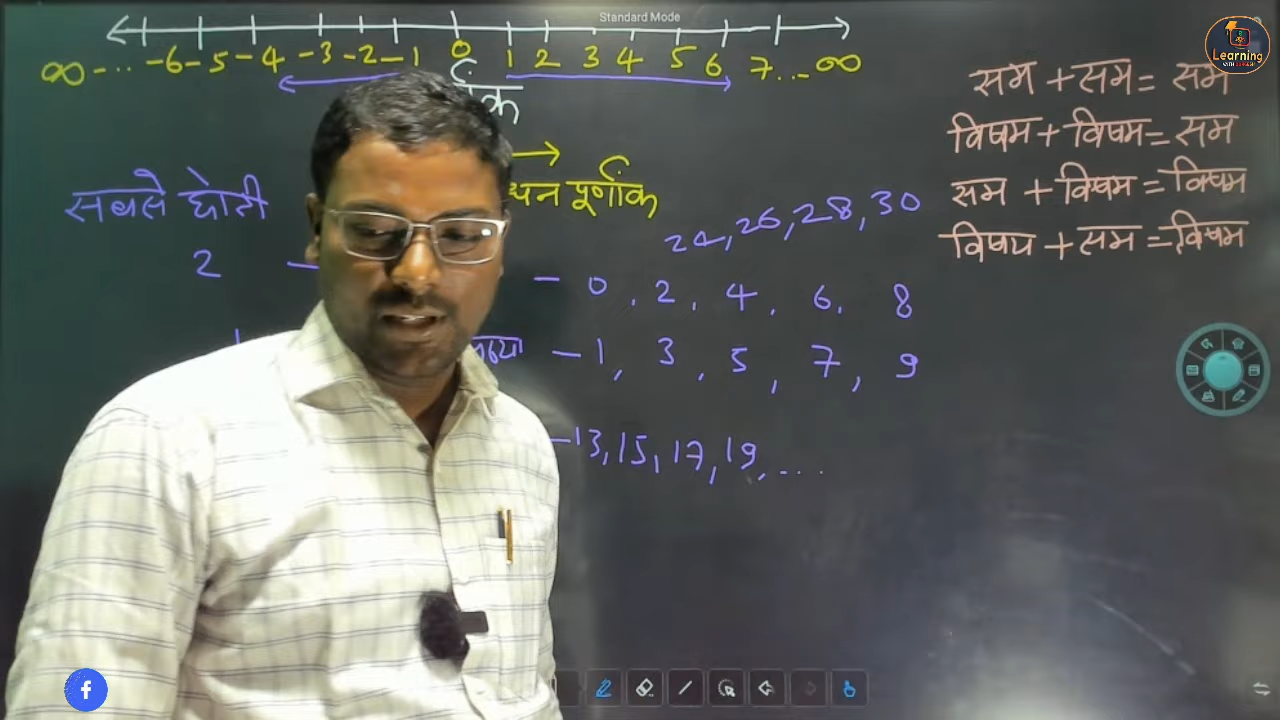 Standard Mode
Learning
∞ -... -6 -5 -4 -3 -2 -1 0 1 2 3 4 5 6 7...∞
सम + सम = सम
विषम + विषम = सम
सम + विषम = विषम
विषय + सम = विषम
सबसे छोटी
पूर्णांक
24, 26, 28, 30
2 — - 0, 2, 4, 6, 8
- 1, 3, 5, 7, 9
-13, 15, 17, 19, ....
f